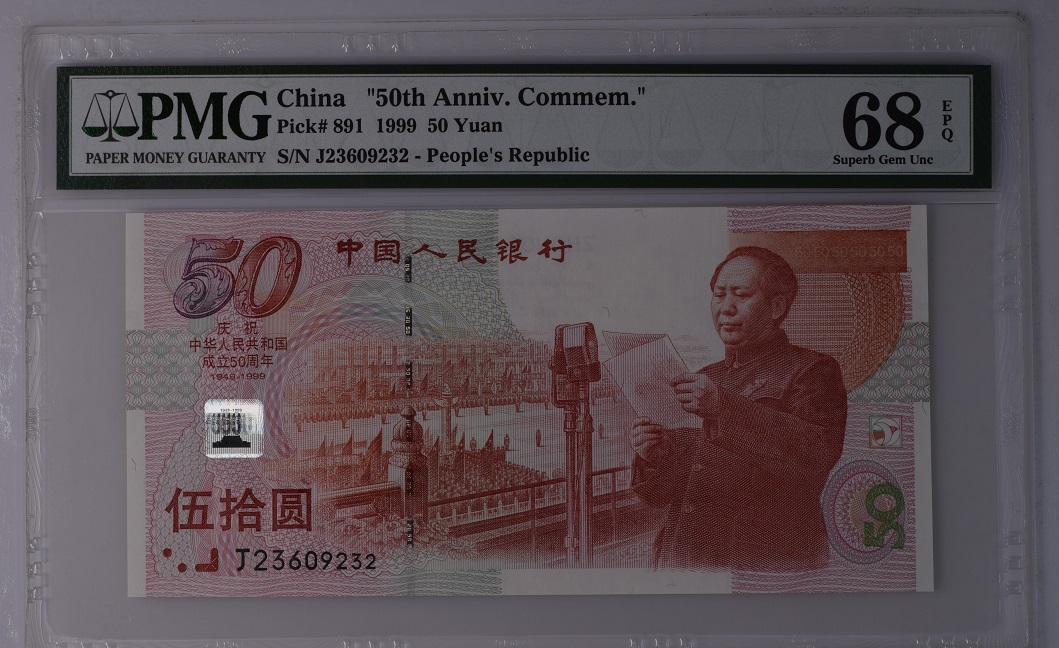 PMG
PAPER MONEY GUARANTY
China "50th Anniv. Commem."
Pick# 891 1999 50 Yuan
S/N J23609232 - People's Republic
68
EPQ
Superb Gem Unc
50
中国人民银行
庆祝
中华人民共和国
成立50周年
1949-1999
1949-1999
伍拾圆
J23609232
50